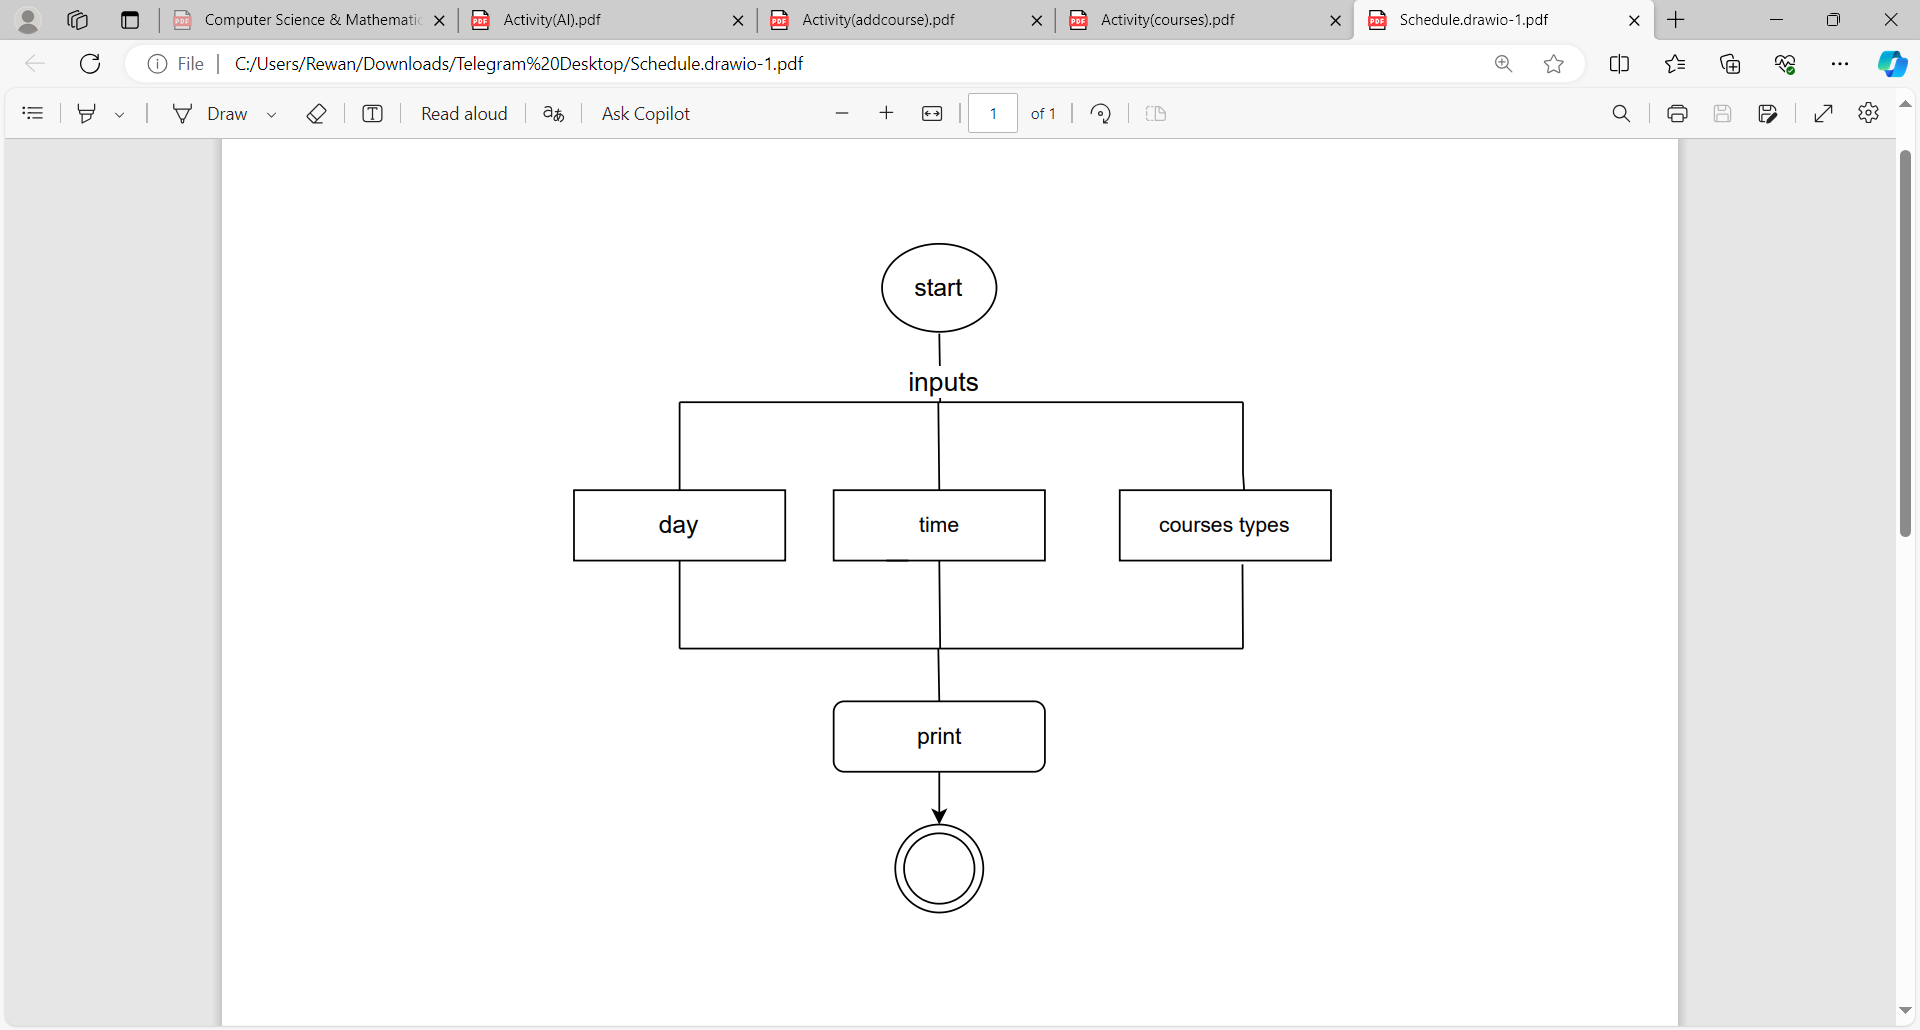 Computer Science & Mathematic
Activity(AI).pdf
Activity(addcourse).pdf
Activity(courses).pdf
Schedule.drawio-1.pdf
File
C:/Users/Rewan/Downloads/Telegram%20Desktop/Schedule.drawio-1.pdf
Draw
Read aloud
aあ
Ask Copilot
1
of 1
start
inputs
day
time
courses types
print